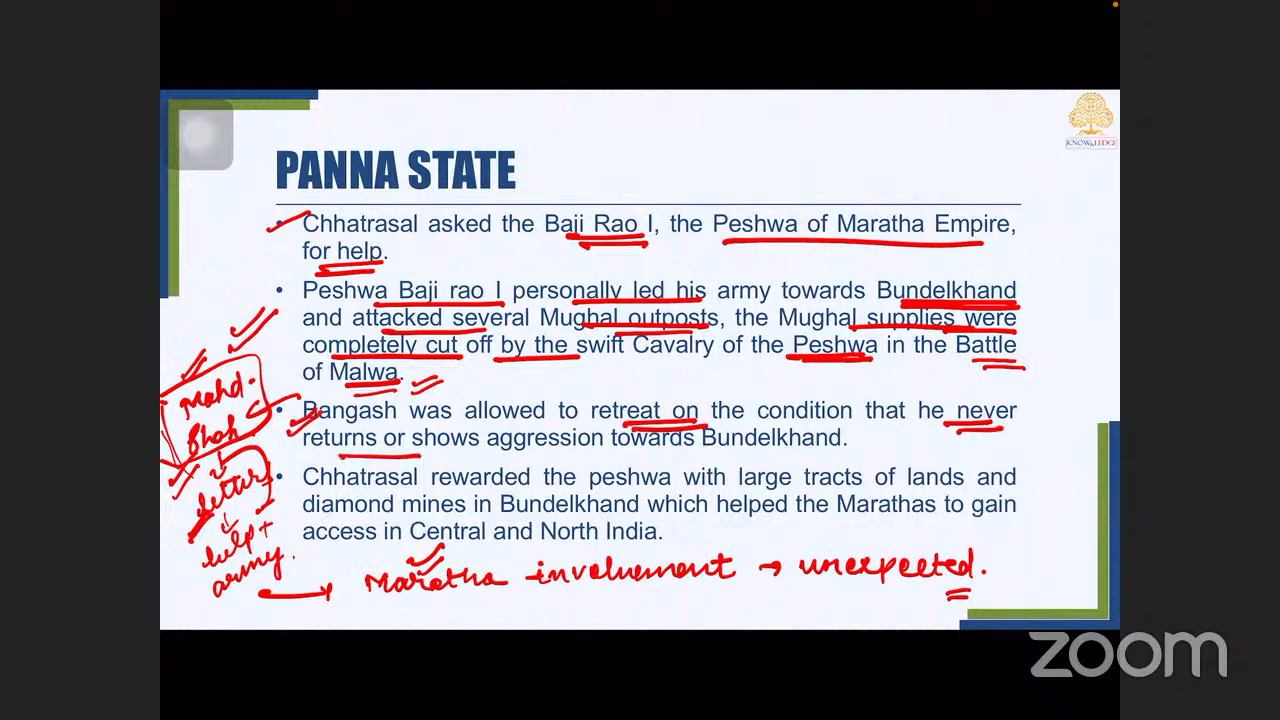 KNOW&LEDGE
PANNA STATE
• Chhatrasal asked the Baji Rao I, the Peshwa of Maratha Empire,
for help.
• Peshwa Baji rao I personally led his army towards Bundelkhand
and attacked several Mughal outposts, the Mughal supplies were
completely cut off by the swift Cavalry of the Peshwa in the Battle
of Malwa.
• Bangash was allowed to retreat on the condition that he never
returns or shows aggression towards Bundelkhand.
• Chhatrasal rewarded the peshwa with large tracts of lands and
diamond mines in Bundelkhand which helped the Marathas to gain
access in Central and North India.
Mohd.
Shah
↓
letter
↓
help +
army.
→ Maratha involvement → unexpected.
zoom